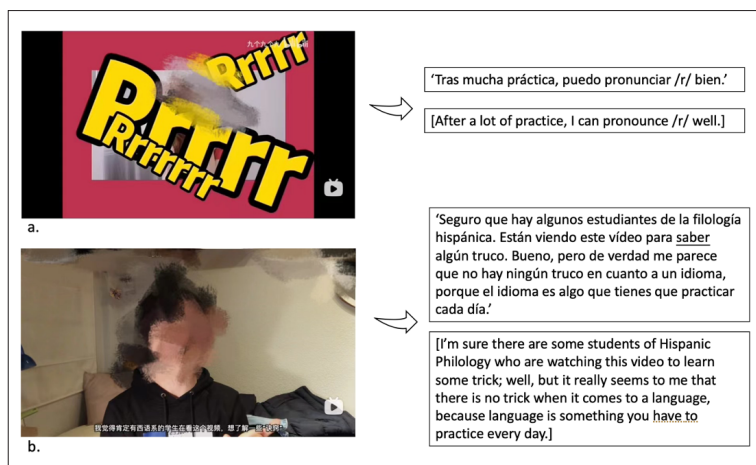 Rrrrr
Rrrrr
Rrrrrrr
a.
‘Tras mucha práctica, puedo pronunciar /r/ bien.’
[After a lot of practice, I can pronounce /r/ well.]
我觉得肯定有西语系的学生在看这个视频，想了解一些“诀窍”
b.
‘Seguro que hay algunos estudiantes de la filología
hispánica. Están viendo este vídeo para saber
algún truco. Bueno, pero de verdad me parece
que no hay ningún truco en cuanto a un idioma,
porque el idioma es algo que tienes que practicar
cada día.’
[I’m sure there are some students of Hispanic
Philology who are watching this video to learn
some trick; well, but it really seems to me that
there is no trick when it comes to a language,
because language is something you have to
practice every day.]